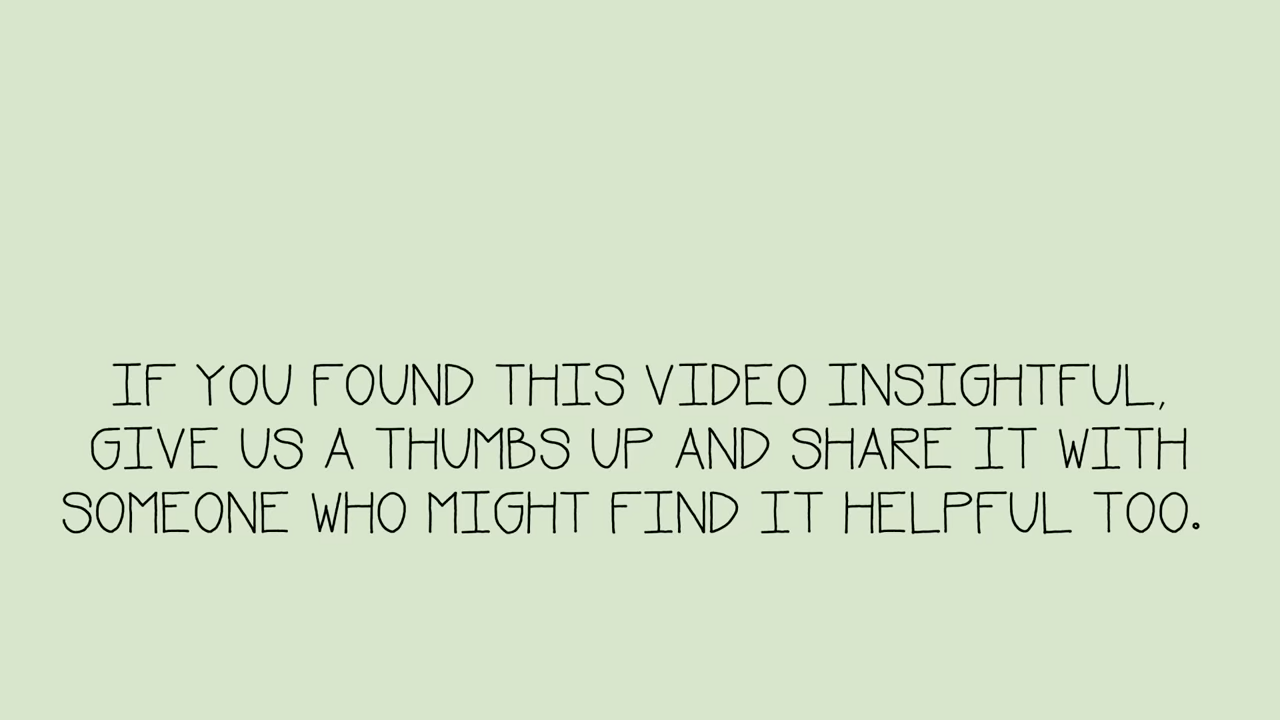 IF YOU FOUND THIS VIDEO INSIGHTFUL,
GIVE US A THUMBS UP AND SHARE IT WITH
SOMEONE WHO MIGHT FIND IT HELPFUL TOO.